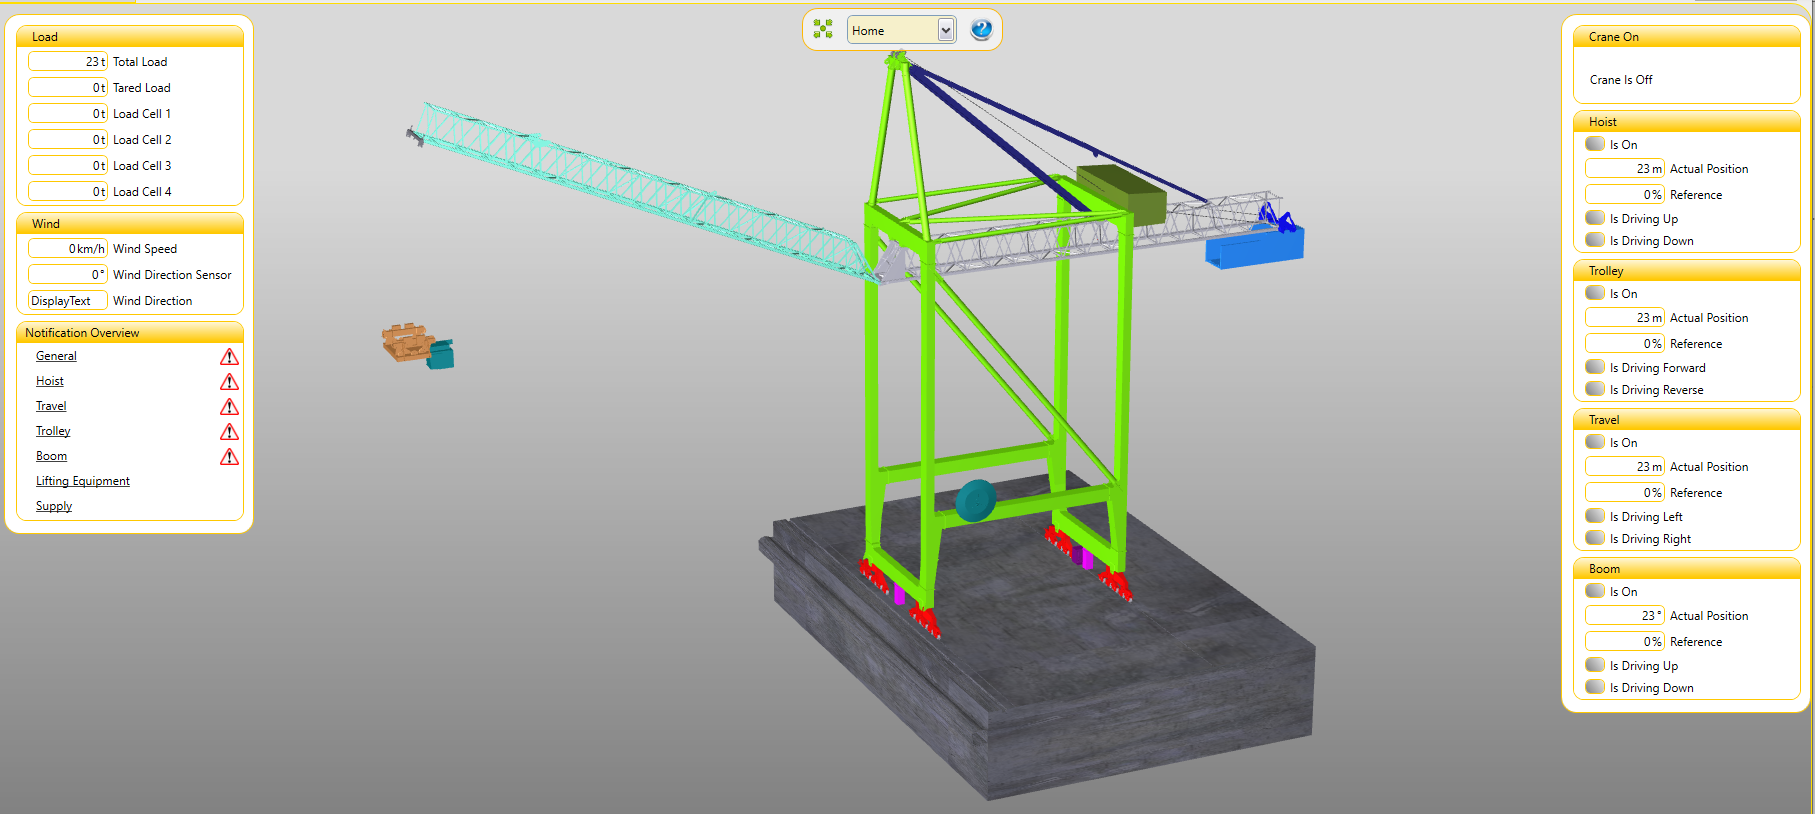 Home
Load
23 t Total Load
0 t Tared Load
0 t Load Cell 1
0 t Load Cell 2
0 t Load Cell 3
0 t Load Cell 4
Wind
0 km/h Wind Speed
0 ° Wind Direction Sensor
DisplayText Wind Direction
Notification Overview
General
Hoist
Travel
Trolley
Boom
Lifting Equipment
Supply
Crane On
Crane Is Off
Hoist
Is On
23 m Actual Position
0 % Reference
Is Driving Up
Is Driving Down
Trolley
Is On
23 m Actual Position
0 % Reference
Is Driving Forward
Is Driving Reverse
Travel
Is On
23 m Actual Position
0 % Reference
Is Driving Left
Is Driving Right
Boom
Is On
23 ° Actual Position
0 % Reference
Is Driving Up
Is Driving Down